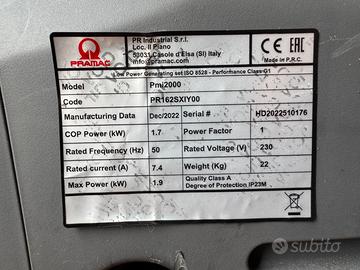 PRAMAC
PR Industrial S.r.l.
Loc. Il Piano
53031 Casole d'Elsa (SI) Italy
CE EAC
Made in P.R.C.
Low Power Generating set ISO 8528 - Performance Class G1
Model Pmi2000
Code PR162SXIY00
Manufacturing Data Dec/2022 Serial # HD2022510176
COP Power (kW) 1.7 Power Factor 1
Rated Frequency (Hz) 50 Rated Voltage (V) 230
Rated current (A) 7.4 Weight (Kg) 22
Max Power (kW) 1.9 Quality Class A
Degree of Protection IP23M
subito